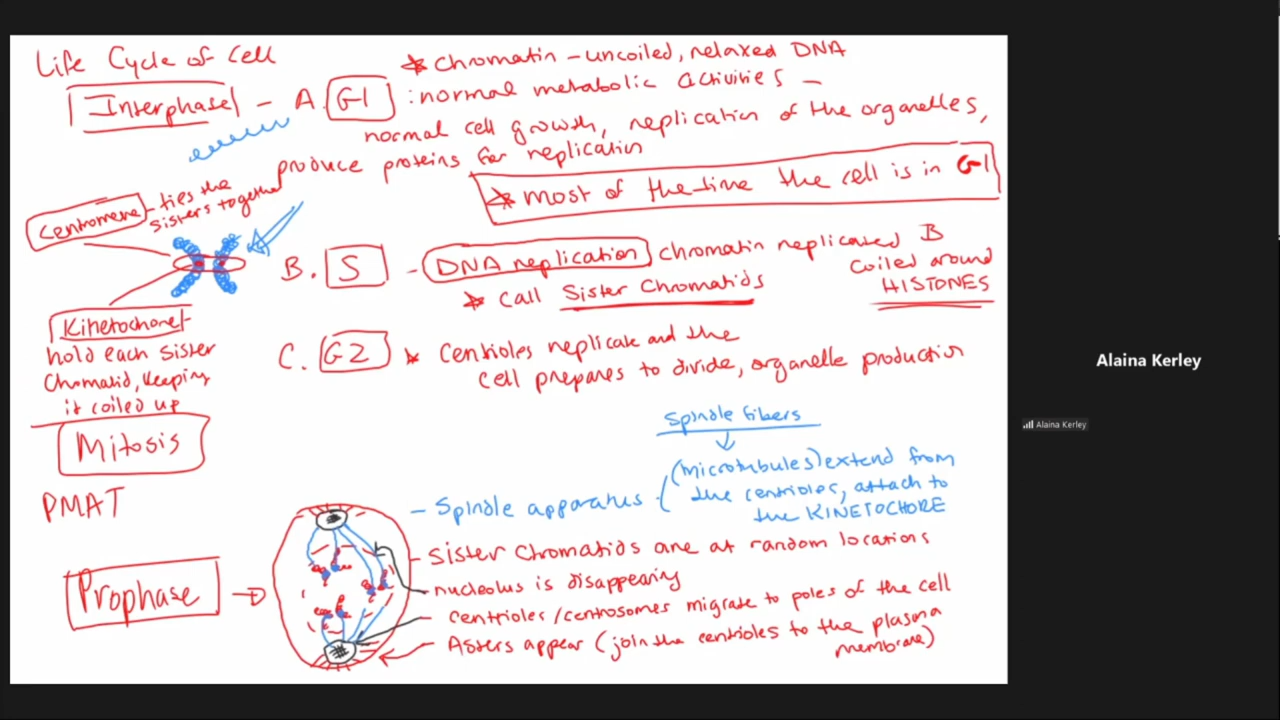 Life Cycle of Cell
* Chromatin - uncoiled, relaxed DNA
Interphase - A. G1 : normal metabolic activities -
normal cell growth, replication of the organelles,
produce proteins for replication
* most of the time the cell is in G1
Centromere - ties the
sisters together
B. S - DNA replication chromatin replicated B
coiled around
* call Sister Chromatids
HISTONES
Kinetochore -
hold each sister
Chromatid, keeping
it coiled up
C. G2 * Centrioles replicate and the
cell prepares to divide, organelle production
Mitosis
PMAT
Spindle fibers
- Spindle apparatus - (microtubules) extend from
the centrioles, attach to
the KINETOCHORE
Prophase
- Sister Chromatids are at random locations
- nucleolus is disappearing
- centrioles/centrosomes migrate to poles of the cell
- Asters appear (join the centrioles to the plasma
membrane)
Alaina Kerley
Alaina Kerley